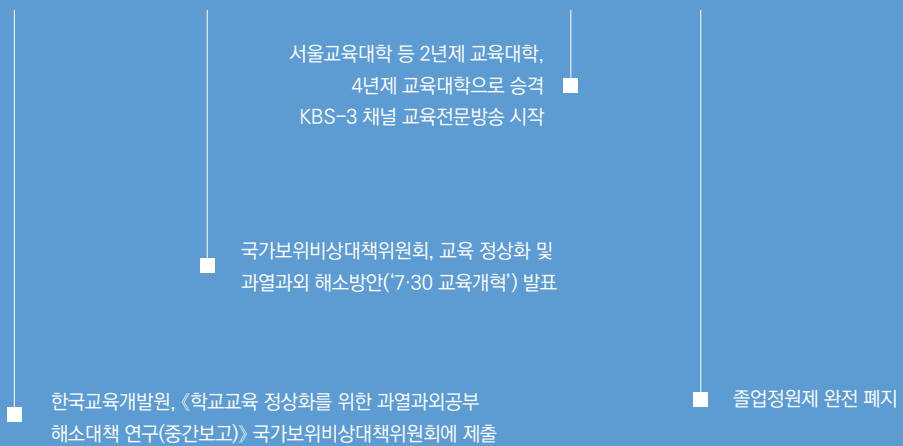 서울교육대학 등 2년제 교육대학,
4년제 교육대학으로 승격
KBS-3 채널 교육전문방송 시작
국가보위비상대책위원회, 교육 정상화 및
과열과외 해소방안(‘7·30 교육개혁’) 발표
한국교육개발원, 《학교교육 정상화를 위한 과열과외공부
해소대책 연구(중간보고)》 국가보위비상대책위원회에 제출
졸업정원제 완전 폐지